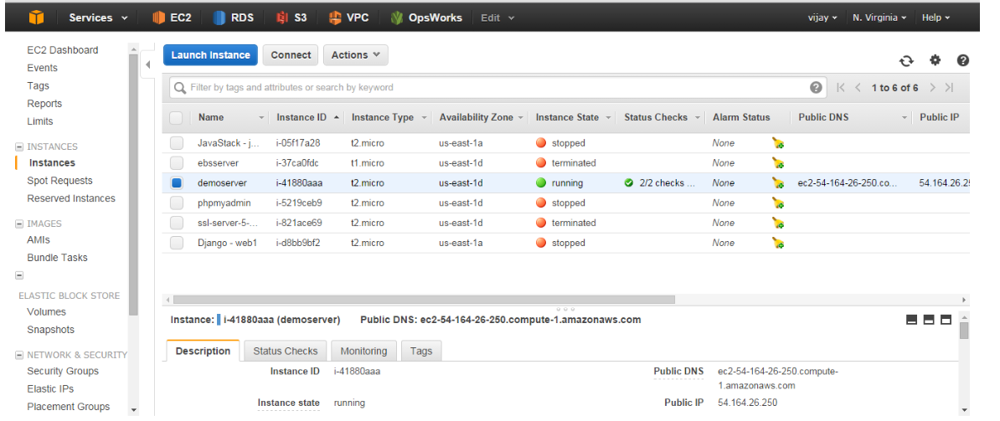 Services EC2 RDS S3 VPC OpsWorks Edit vijay N. Virginia Help
EC2 Dashboard
Events
Tags
Reports
Limits
INSTANCES
Instances
Spot Requests
Reserved Instances
IMAGES
AMIs
Bundle Tasks
ELASTIC BLOCK STORE
Volumes
Snapshots
NETWORK & SECURITY
Security Groups
Elastic IPs
Placement Groups
Launch Instance Connect Actions
Filter by tags and attributes or search by keyword 1 to 6 of 6
Name Instance ID Instance Type Availability Zone Instance State Status Checks Alarm Status Public DNS Public IP
JavaStack - j... i-05f17a28 t2.micro us-east-1a stopped None
ebsserver i-37ca0fdc t1.micro us-east-1d terminated None
demoserver i-41880aaa t2.micro us-east-1d running 2/2 checks ... None ec2-54-164-26-250.co... 54.164.26.25
phpmyadmin i-5219ceb9 t2.micro us-east-1d stopped None
ssl-server-5-... i-821ace69 t2.micro us-east-1d terminated None
Django - web1 i-d8bb9bf2 t2.micro us-east-1a stopped None
Instance: i-41880aaa (demoserver) Public DNS: ec2-54-164-26-250.compute-1.amazonaws.com
Description Status Checks Monitoring Tags
Instance ID i-41880aaa Public DNS ec2-54-164-26-250.compute-
1.amazonaws.com
Instance state running Public IP 54.164.26.250